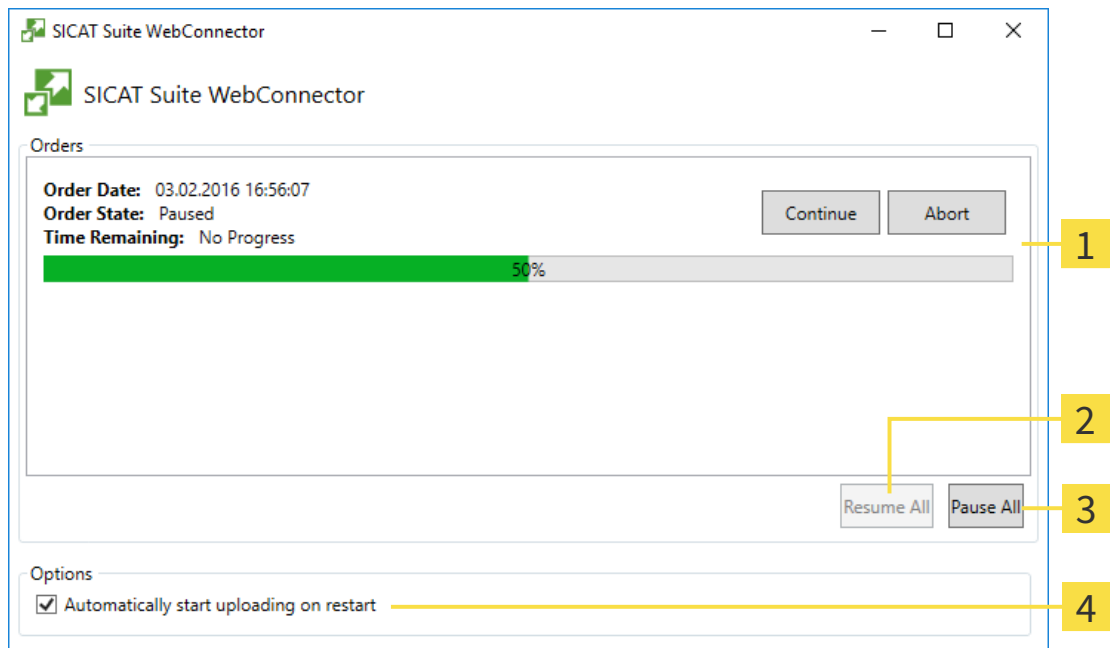 SICAT Suite WebConnector
SICAT Suite WebConnector
Orders
Order Date: 03.02.2016 16:56:07
Order State: Paused
Time Remaining: No Progress
Continue
Abort
1
50%
2
Resume All
Pause All
3
Options
Automatically start uploading on restart
4